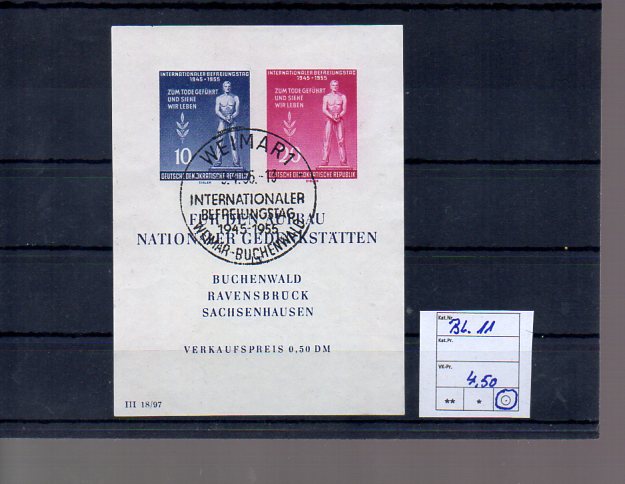 INTERNATIONALER BEFREIUNGSTAG
1945-1955
ZUM TODE GEFÜHRT
UND SIEHE
WIR LEBEN
10
DEUTSCHE DEMOKRATISCHE REPUBLIK
INTERNATIONALER BEFREIUNGSTAG
1945-1955
ZUM TODE GEFÜHRT
UND SIEHE
WIR LEBEN
25
DEUTSCHE DEMOKRATISCHE REPUBLIK
WEIMAR 1
INTERNATIONALER
BEFREIUNGSTAG
1945-1955
WEIMAR-BUCHENWALD
FÜR DEN AUFBAU
NATIONALER GEDENKSTÄTTEN
BUCHENWALD
RAVENSBRÜCK
SACHSENHAUSEN
VERKAUFSPREIS 0,50 DM
III 18/97
Kat.Nr.
BL. 11
Kat.Pr.
VK-Pr.
4,50
** * ⊙